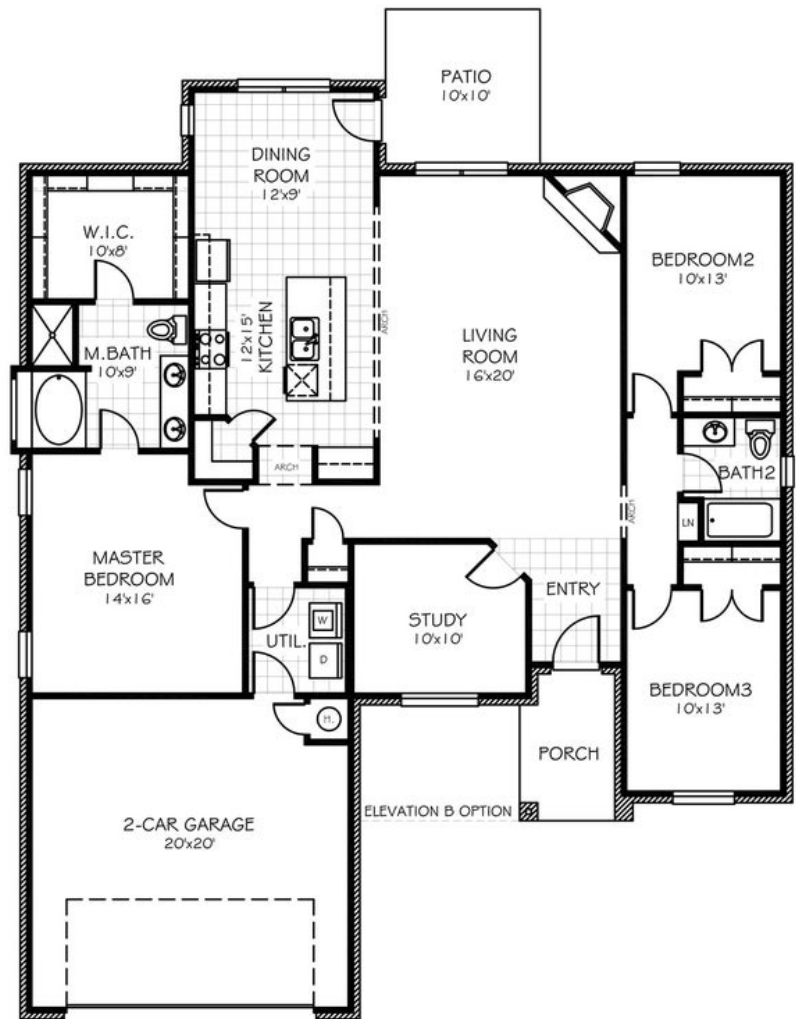 PATIO
10'x10'
DINING
ROOM
12'x9'
W.I.C.
10'x8'
BEDROOM2
10'x13'
12'x15'
KITCHEN
ARCH
LIVING
ROOM
16'x20'
M.BATH
10'x9'
ARCH
BATH2
LN
ARCH
MASTER
BEDROOM
14'x16'
ENTRY
STUDY
10'x10'
W
UTIL.
D
BEDROOM3
10'x13'
H.
PORCH
ELEVATION B OPTION
2-CAR GARAGE
20'x20'